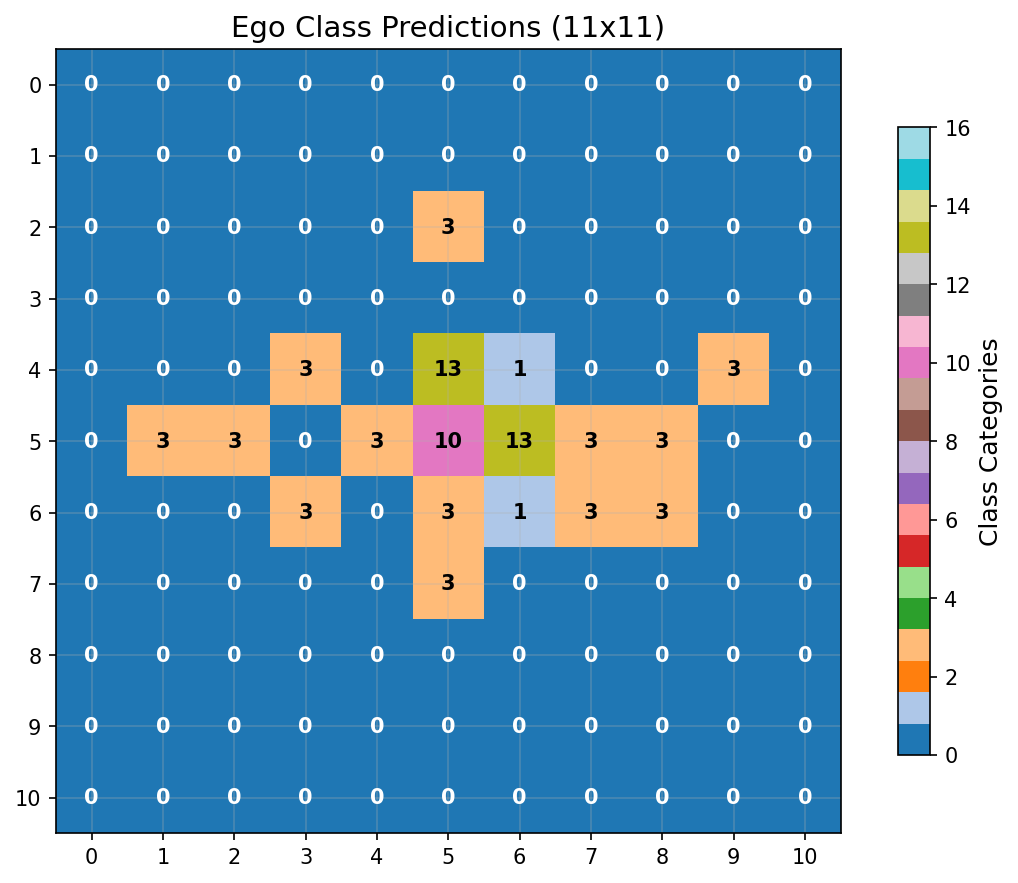 Ego Class Predictions (11x11)
0 0 0 0 0 0 0 0 0 0 0 0
1 0 0 0 0 0 0 0 0 0 0 0
2 0 0 0 0 0 3 0 0 0 0 0
3 0 0 0 0 0 0 0 0 0 0 0
4 0 0 0 3 0 13 1 0 0 3 0
5 0 3 3 0 3 10 13 3 3 0 0
6 0 0 0 3 0 3 1 3 3 0 0
7 0 0 0 0 0 3 0 0 0 0 0
8 0 0 0 0 0 0 0 0 0 0 0
9 0 0 0 0 0 0 0 0 0 0 0
10 0 0 0 0 0 0 0 0 0 0 0
0 1 2 3 4 5 6 7 8 9 10
16
14
12
10
8
6
4
2
0
Class Categories